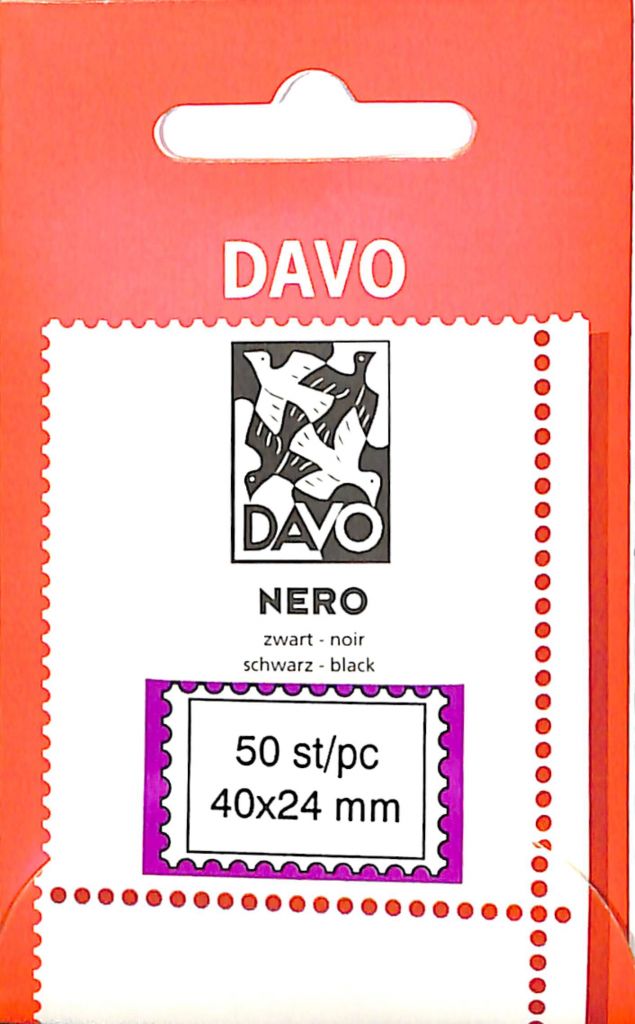 DAVO
DAVO
NERO
zwart - noir
schwarz - black
50 st/pc
40x24 mm